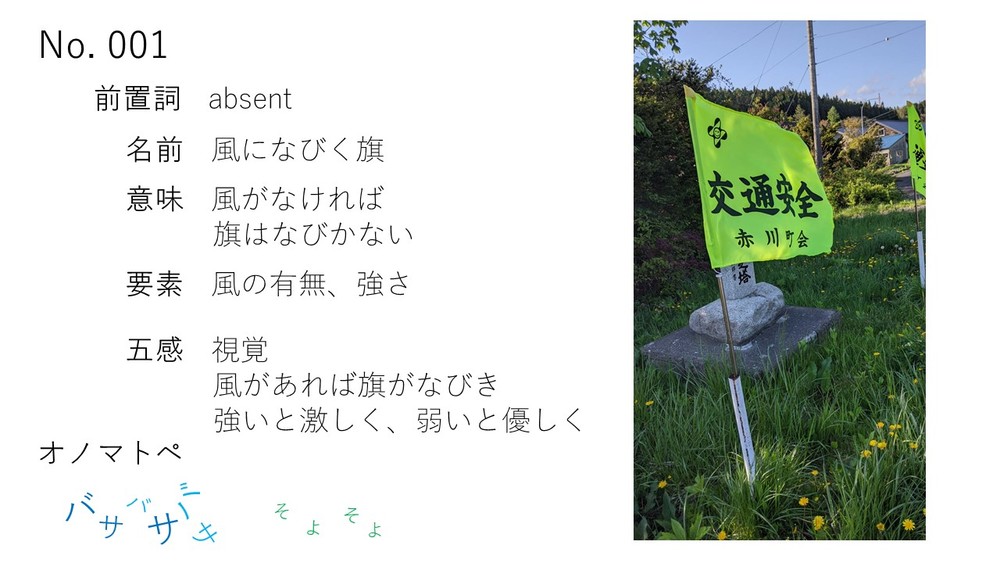 No. 001
前置詞 absent
名前 風になびく旗
意味 風がなければ
旗はなびかない
要素 風の有無、強さ
五感 視覚
風があれば旗がなびき
強いと激しく、弱いと優しく
オノマトペ
バサバサバシキ
そよそよ
交通安全
赤川町会
塔